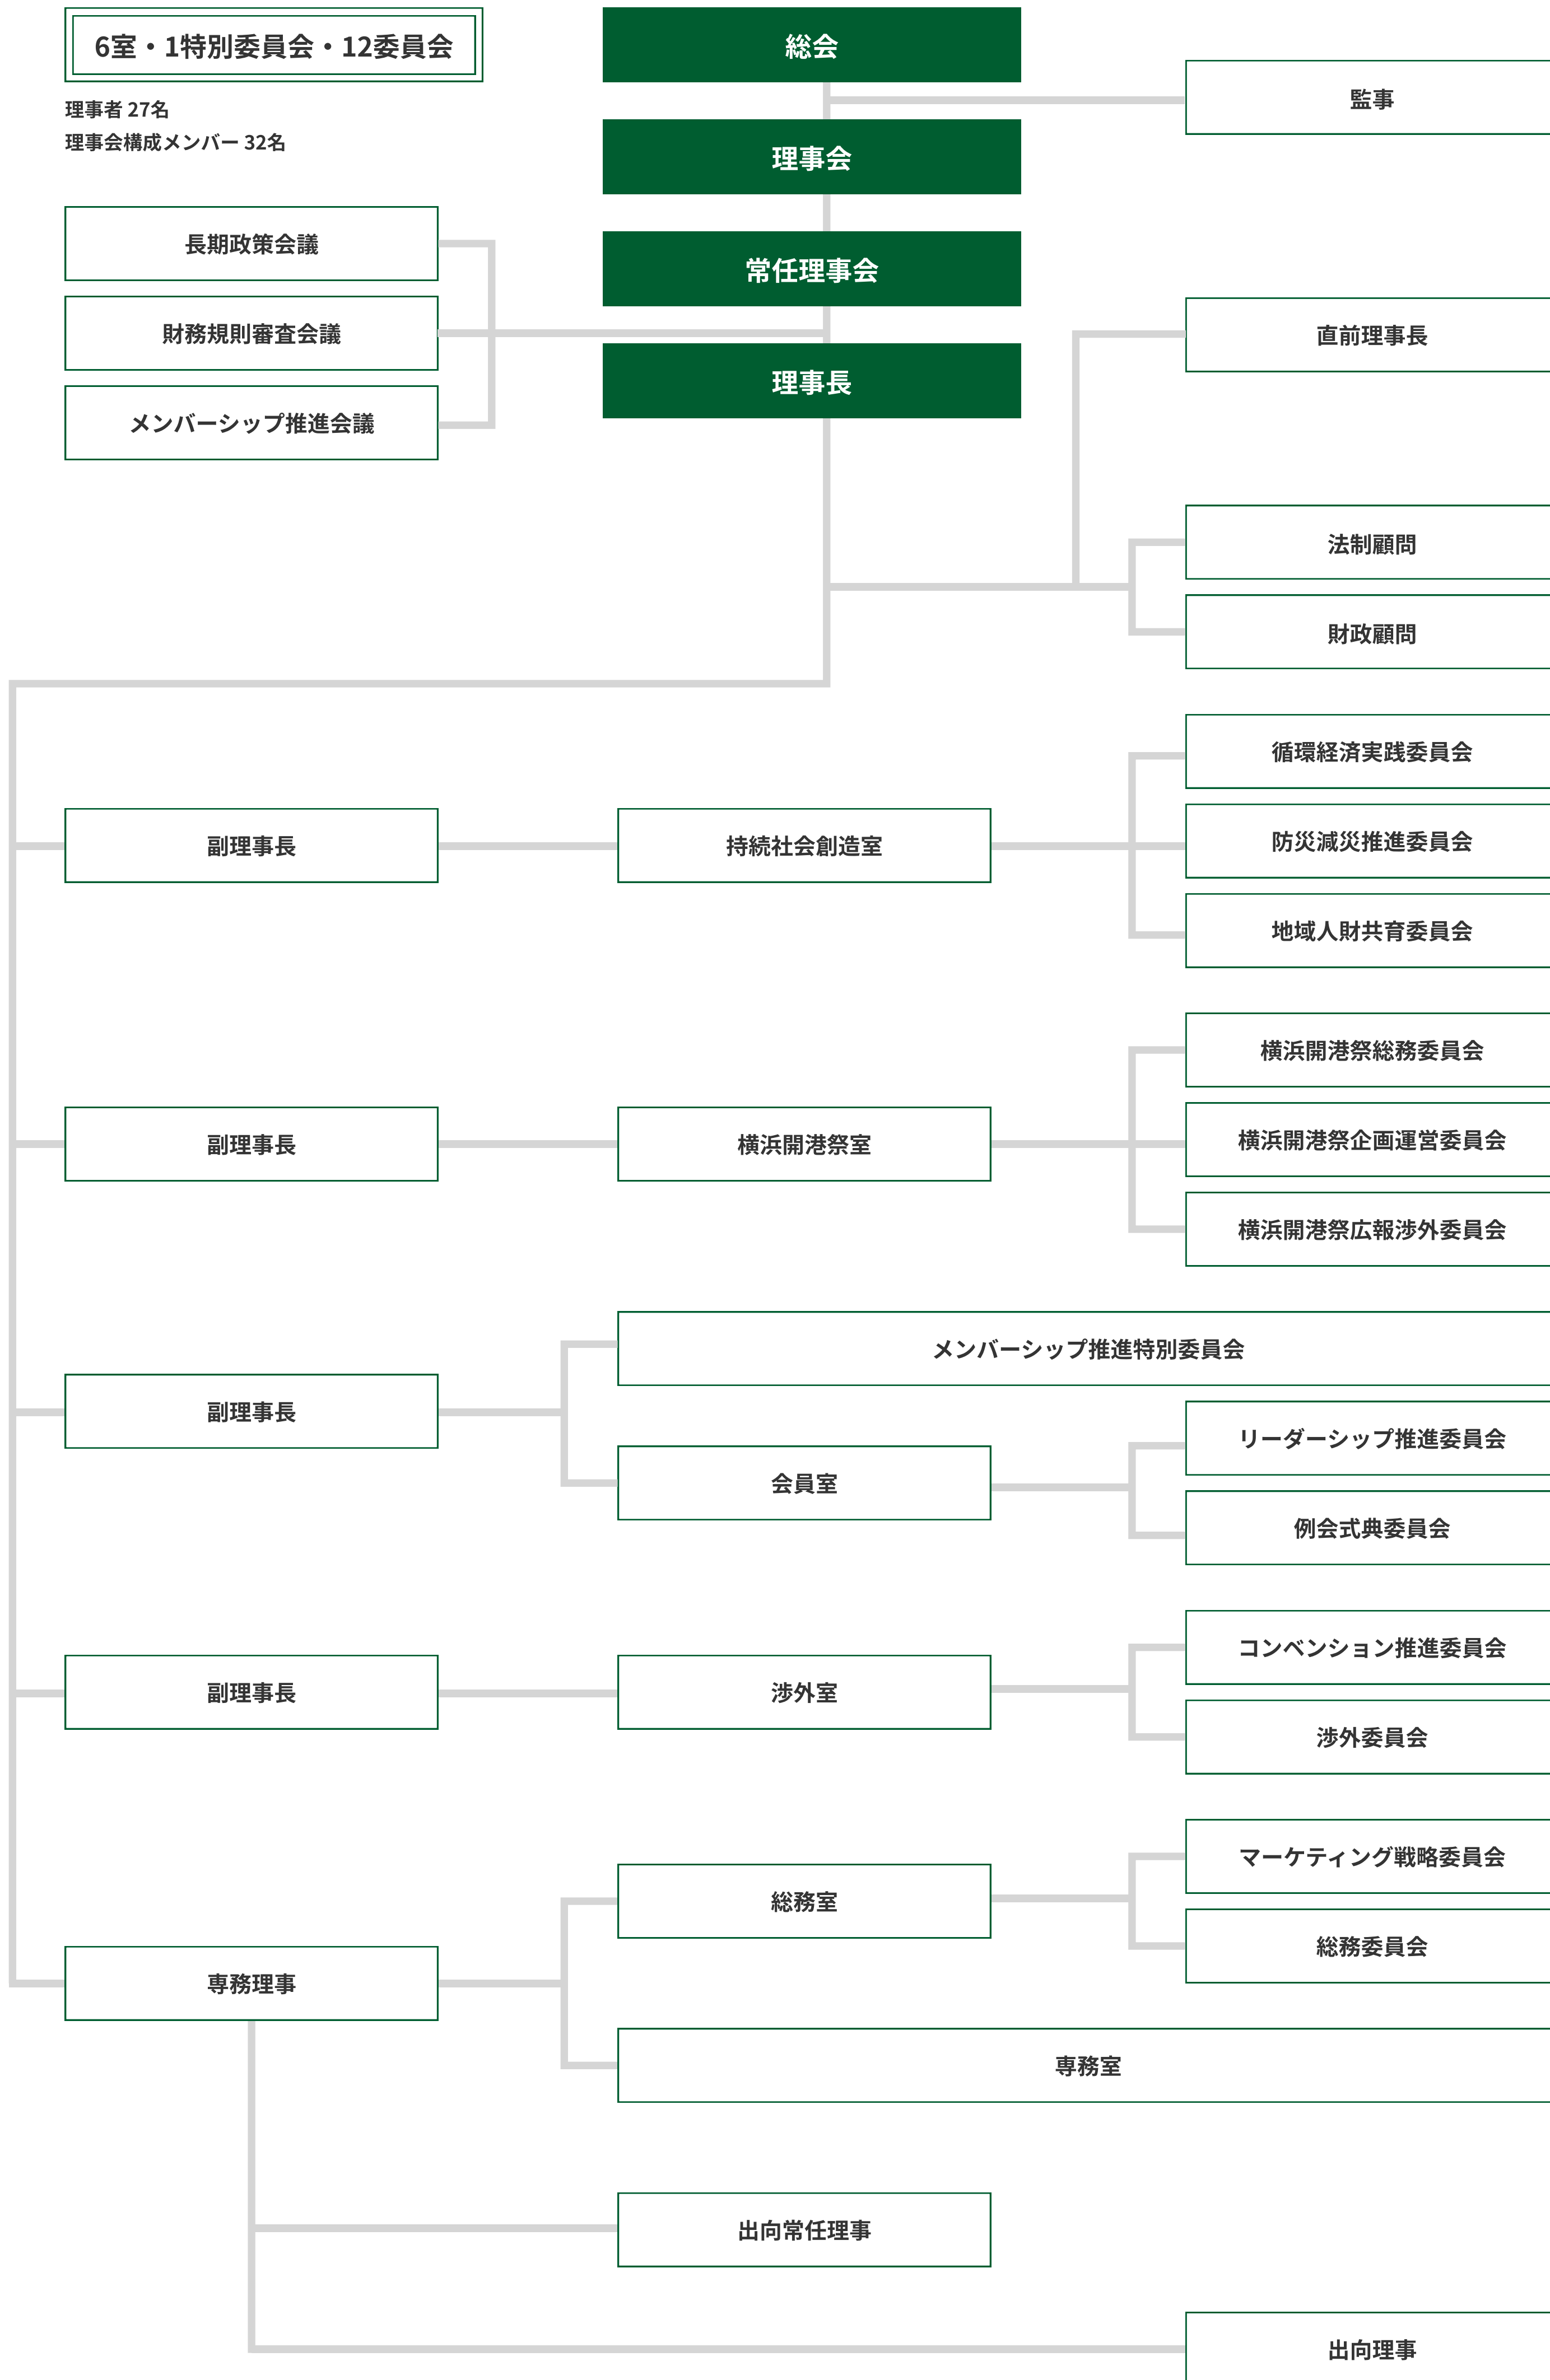 6室・1特別委員会・12委員会
理事者 27名
理事会構成メンバー 32名
総会
監事
理事会
常任理事会
理事長
長期政策会議
財務規則審査会議
メンバーシップ推進会議
直前理事長
法制顧問
財政顧問
副理事長
持続社会創造室
循環経済実践委員会
防災減災推進委員会
地域人財共育委員会
副理事長
横浜開港祭室
横浜開港祭総務委員会
横浜開港祭企画運営委員会
横浜開港祭広報渉外委員会
副理事長
メンバーシップ推進特別委員会
会員室
リーダーシップ推進委員会
例会式典委員会
副理事長
渉外室
コンベンション推進委員会
渉外委員会
専務理事
総務室
マーケティング戦略委員会
総務委員会
専務室
出向常任理事
出向理事